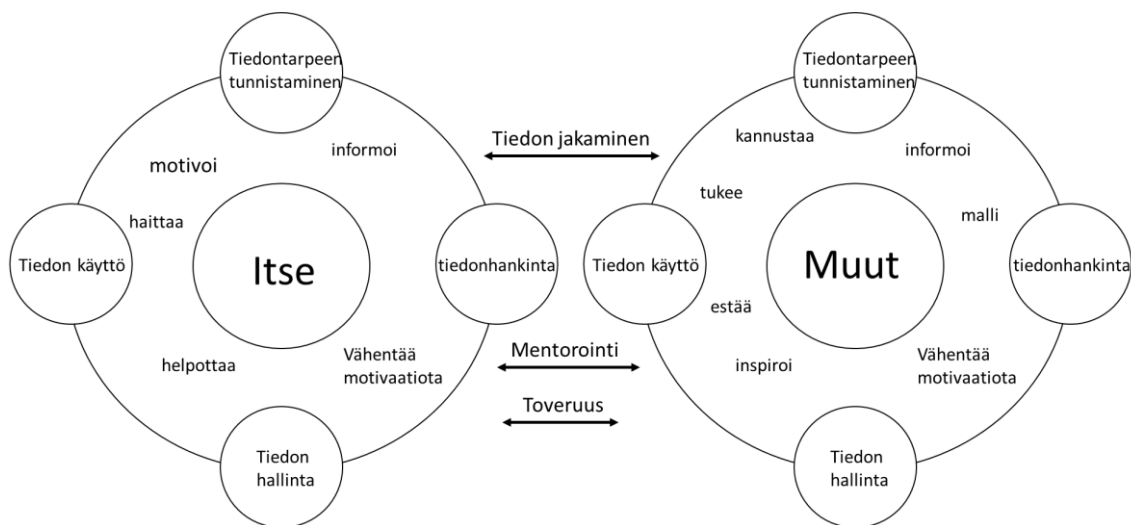 Tiedontarpeen
tunnistaminen
informoi
motivoi
haittaa
Tiedon käyttö
Itse
tiedonhankinta
helpottaa
Vähentää
motivaatiota
Tiedon
hallinta
Tiedon jakaminen
Mentorointi
Toveruus
Tiedontarpeen
tunnistaminen
kannustaa
informoi
tukee
malli
Tiedon käyttö
Muut
tiedonhankinta
estää
inspiroi
Vähentää
motivaatiota
Tiedon
hallinta